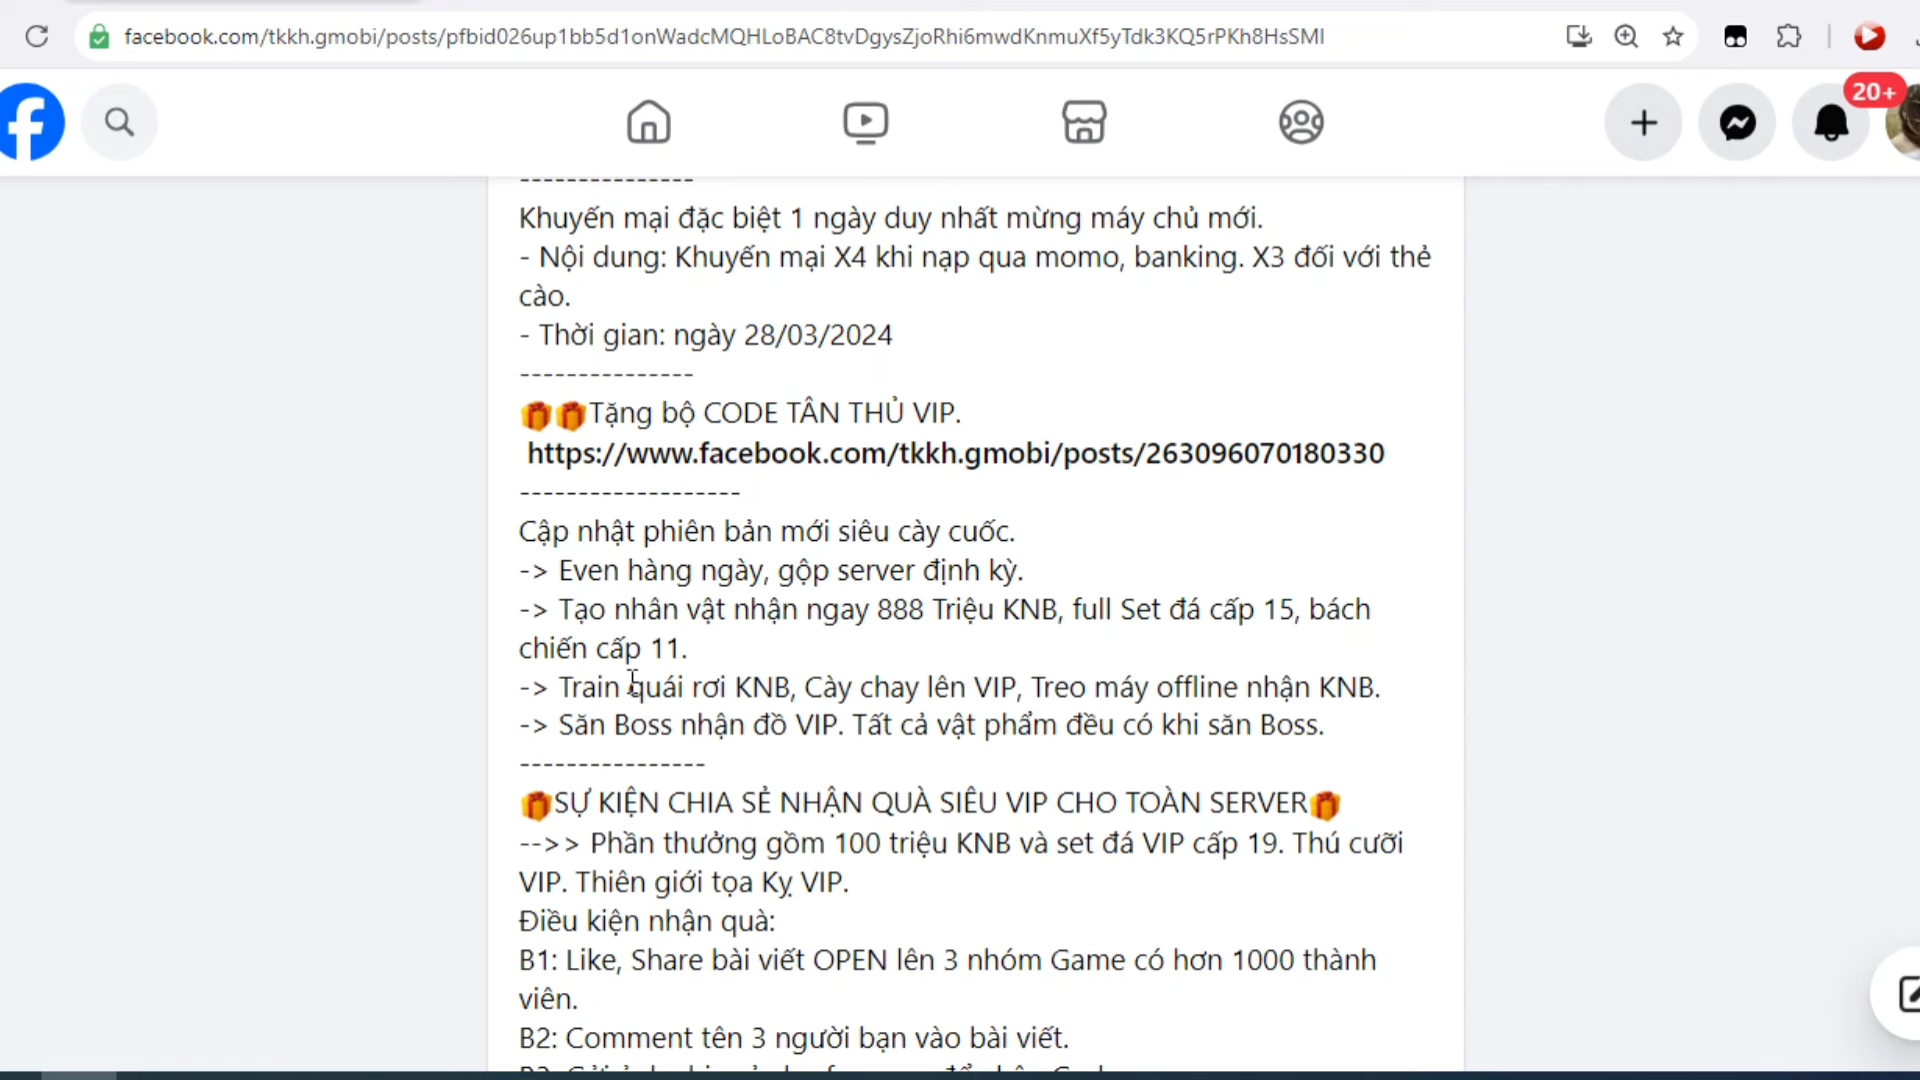 facebook.com/tkkh.gmobi/posts/pfbid026up1bb5d1onWadcMQHLoBAC8tvDgysZjoRhi6mwdKnmuXf5yTdk3KQ5rPKh8HsSMl
20+
---------------
Khuyến mại đặc biệt 1 ngày duy nhất mừng máy chủ mới.
- Nội dung: Khuyến mại X4 khi nạp qua momo, banking. X3 đối với thẻ
cào.
- Thời gian: ngày 28/03/2024
---------------
🎁🎁Tặng bộ CODE TÂN THỦ VIP.
https://www.facebook.com/tkkh.gmobi/posts/263096070180330
-------------------
Cập nhật phiên bản mới siêu cày cuốc.
-> Even hàng ngày, gộp server định kỳ.
-> Tạo nhân vật nhận ngay 888 Triệu KNB, full Set đá cấp 15, bách
chiến cấp 11.
-> Train quái rơi KNB, Cày chay lên VIP, Treo máy offline nhận KNB.
-> Săn Boss nhận đồ VIP. Tất cả vật phẩm đều có khi săn Boss.
----------------
🎁SỰ KIỆN CHIA SẺ NHẬN QUÀ SIÊU VIP CHO TOÀN SERVER🎁
-->> Phần thưởng gồm 100 triệu KNB và set đá VIP cấp 19. Thú cưỡi
VIP. Thiên giới tọa Kỵ VIP.
Điều kiện nhận quà:
B1: Like, Share bài viết OPEN lên 3 nhóm Game có hơn 1000 thành
viên.
B2: Comment tên 3 người bạn vào bài viết.